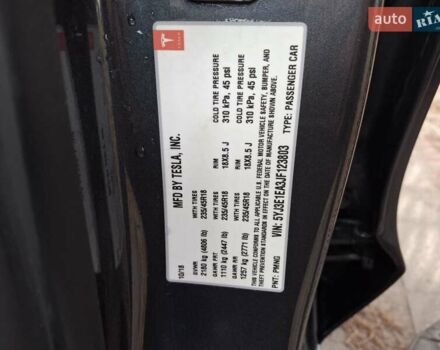 auto RIA
TESLA
MFD BY TESLA, INC.
10/18
GVWR
2180 kg (4806 lb)
GAWR FRT
1110 kg (2447 lb)
WITH TIRES
235/45R18
RIM
18X8.5 J
COLD TIRE PRESSURE
310 kPa, 45 psi
GAWR RR
1257 kg (2771 lb)
WITH TIRES
235/45R18
RIM
18X8.5 J
COLD TIRE PRESSURE
310 kPa, 45 psi
THIS VEHICLE CONFORMS TO ALL APPLICABLE U.S. FEDERAL MOTOR VEHICLE SAFETY, BUMPER, AND
THEFT PREVENTION STANDARDS IN EFFECT ON THE DATE OF MANUFACTURE SHOWN ABOVE.
VIN: 5YJ3E1EA3JF123803
TYPE: PASSENGER CAR
PNT: PMNG